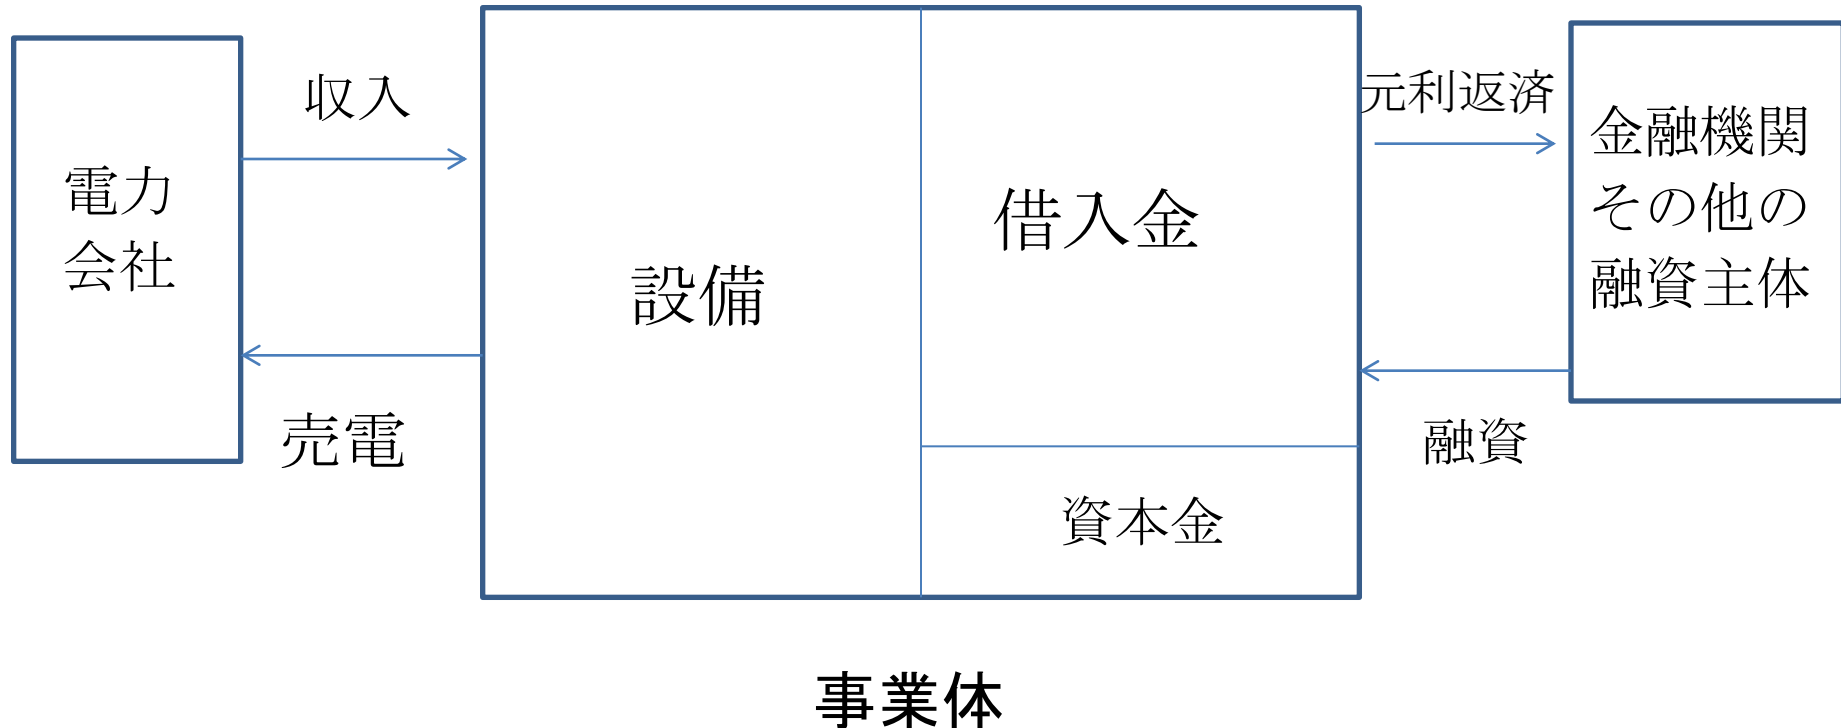 収入
電力
会社
売電
設備
借入金
資本金
元利返済
金融機関
その他の
融資主体
融資
事業体